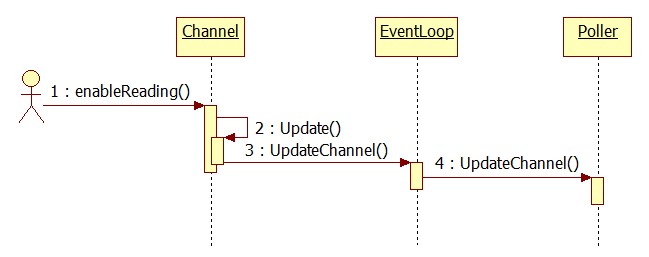 Channel
EventLoop
Poller
1 : enableReading()
2 : Update()
3 : UpdateChannel()
4 : UpdateChannel()